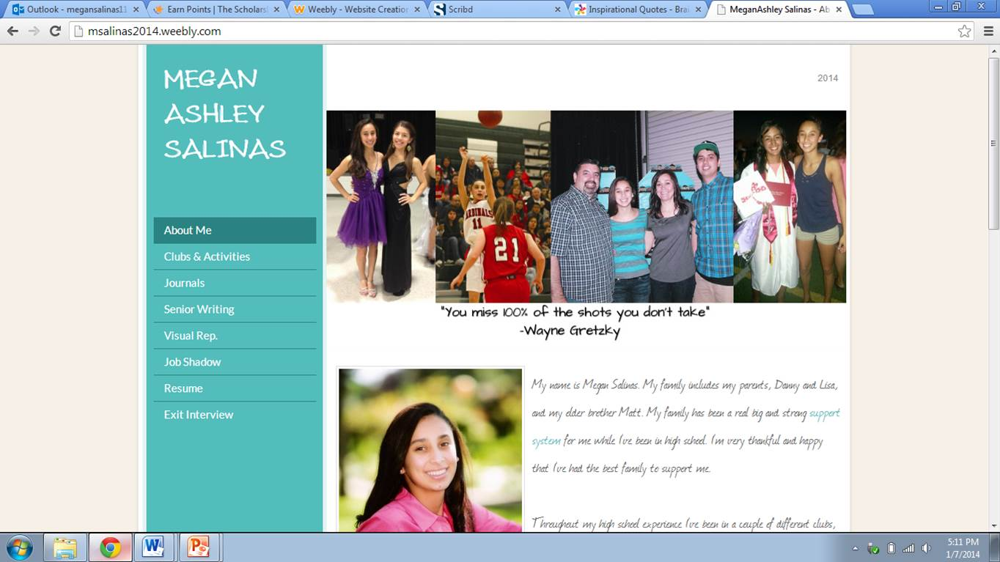 Outlook - megansalinas11
Earn Points | The Scholarsh
Weebly - Website Creation
Scribd
Inspirational Quotes - Brai
MeganAshley Salinas - Ab
msalinas2014.weebly.com
MEGAN
ASHLEY
SALINAS
About Me
Clubs & Activities
Journals
Senior Writing
Visual Rep.
Job Shadow
Resume
Exit Interview
2014
CARDINALS
11
21
"You miss 100% of the shots you don't take"
-Wayne Gretzky
My name is Megan Salinas. My family includes my parents, Danny and Lisa,
and my elder brother Matt. My family has been a real big and strong support
system for me while I've been in high school. I'm very thankful and happy
that I've had the best family to support me.
Throughout my high school experience I've been in a couple of different clubs,
5:11 PM
1/7/2014